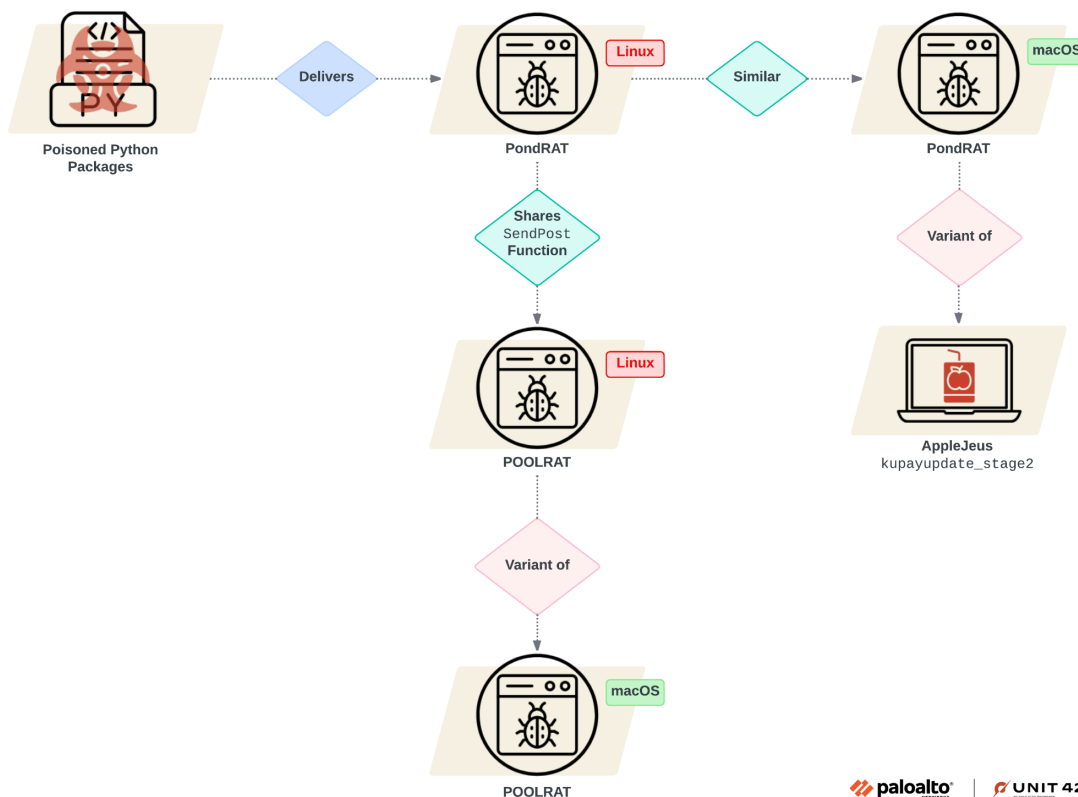 </>
PY
Poisoned Python
Packages
Delivers
Linux
PondRAT
Similar
macOS
PondRAT
Shares
SendPost
Function
Variant of
Linux
POOLRAT
AppleJeus
kupayupdate_stage2
Variant of
macOS
POOLRAT
paloalto
UNIT 42